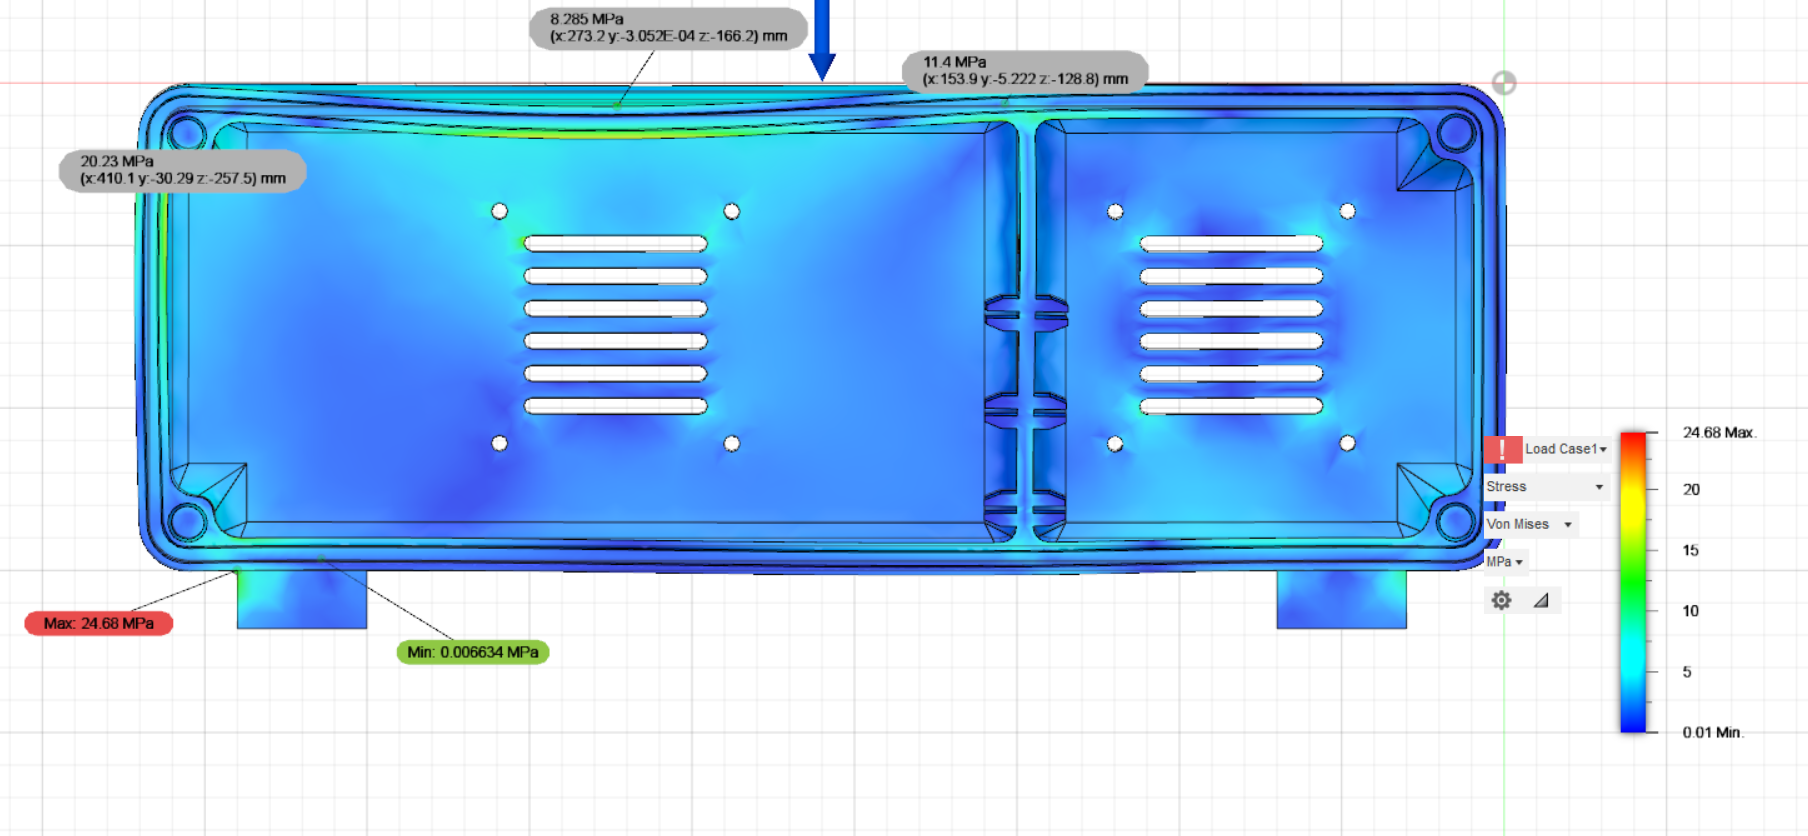 8.285 MPa
(x:273.2 y:-3.052E-04 z:-166.2) mm
11.4 MPa
(x:153.9 y:-5.222 z:-128.8) mm
20.23 MPa
(x:410.1 y:-30.29 z:-257.5) mm
24.68 Max.
! Load Case1
Stress
20
Von Mises
15
MPa
10
Max: 24.68 MPa
Min: 0.006634 MPa
5
0.01 Min.